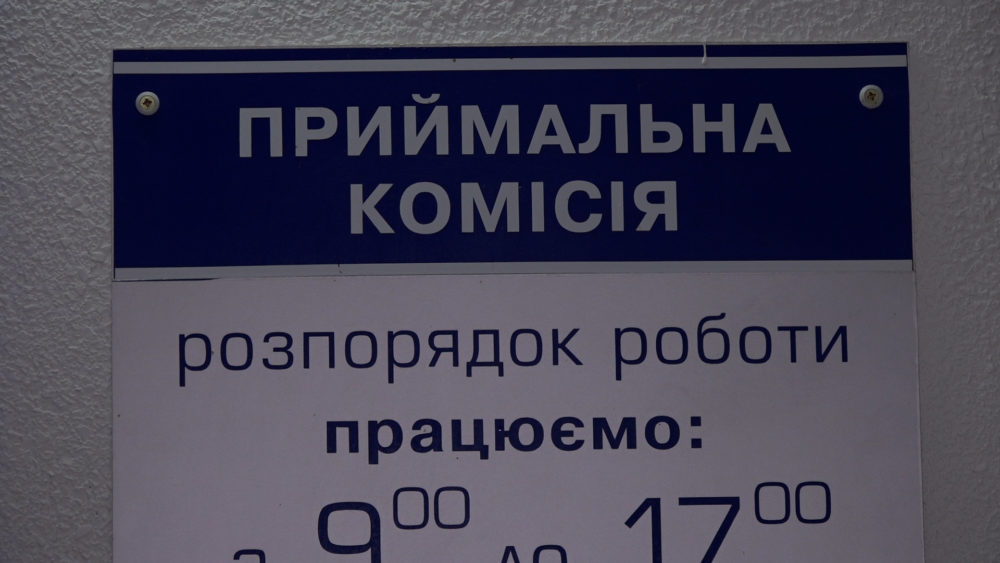 ПРИЙМАЛЬНА
КОМІСІЯ
розпорядок роботи
працюємо:
з 9⁰⁰ до 17⁰⁰